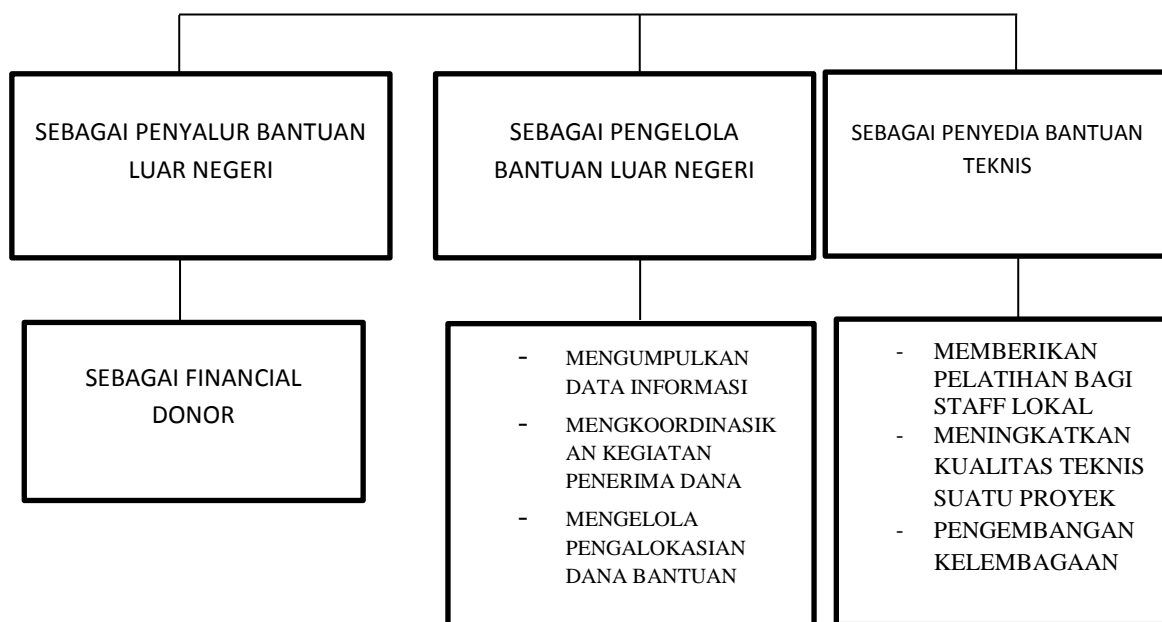 SEBAGAI PENYALUR BANTUAN
LUAR NEGERI
SEBAGAI PENGELOLA
BANTUAN LUAR NEGERI
SEBAGAI PENYEDIA BANTUAN
TEKNIS
SEBAGAI FINANCIAL
DONOR
- MENGUMPULKAN
DATA INFORMASI
- MENGKOORDINASIK
AN KEGIATAN
PENERIMA DANA
- MENGELOLA
PENGALOKASIAN
DANA BANTUAN
- MEMBERIKAN
PELATIHAN BAGI
STAFF LOKAL
- MENINGKATKAN
KUALITAS TEKNIS
SUATU PROYEK
- PENGEMBANGAN
KELEMBAGAAN